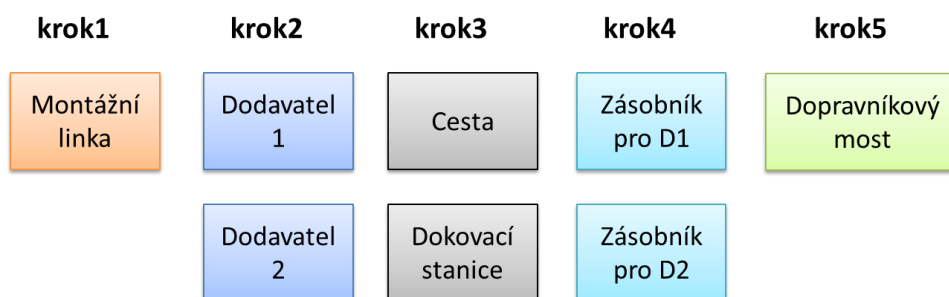 krok1 krok2 krok3 krok4 krok5
Montážní
linka
Dodavatel
1
Cesta
Zásobník
pro D1
Dopravníkový
most
Dodavatel
2
Dokovací
stanice
Zásobník
pro D2